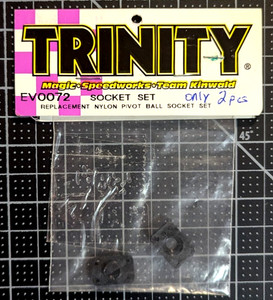 TRINITY
Magic • Speedworks • Team Kinwald
EV0072 SOCKET SET only 2 pcs
REPLACEMENT NYLON PIVOT BALL SOCKET SET
45°